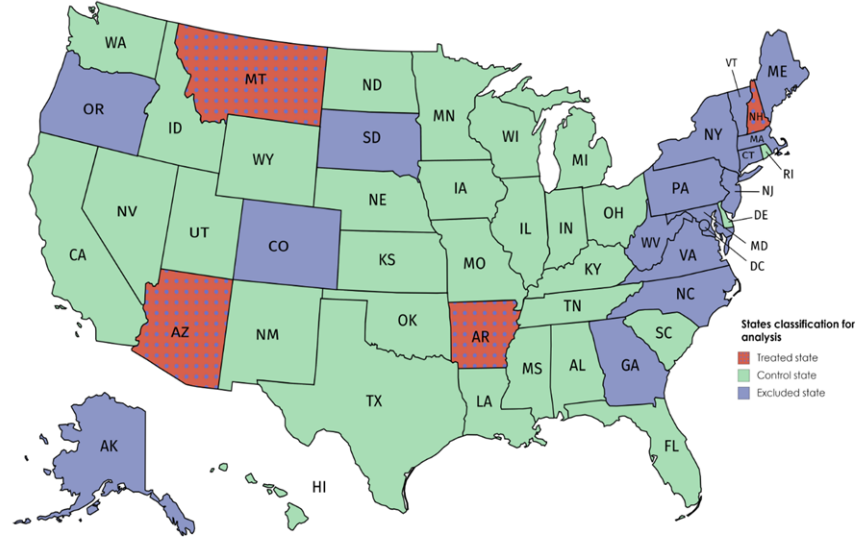 WA
MT
ND
MN
VT
ME
OR
ID
SD
WI
MI
NH
NY
MA
CT
RI
WY
IA
PA
NJ
NE
NV
UT
CO
IL
IN
OH
DE
WV
MD
VA
DC
CA
KS
MO
KY
NC
TN
AZ
NM
OK
AR
SC
MS
AL
GA
TX
LA
FL
AK
HI
States classification for
analysis
Treated state
Control state
Excluded state